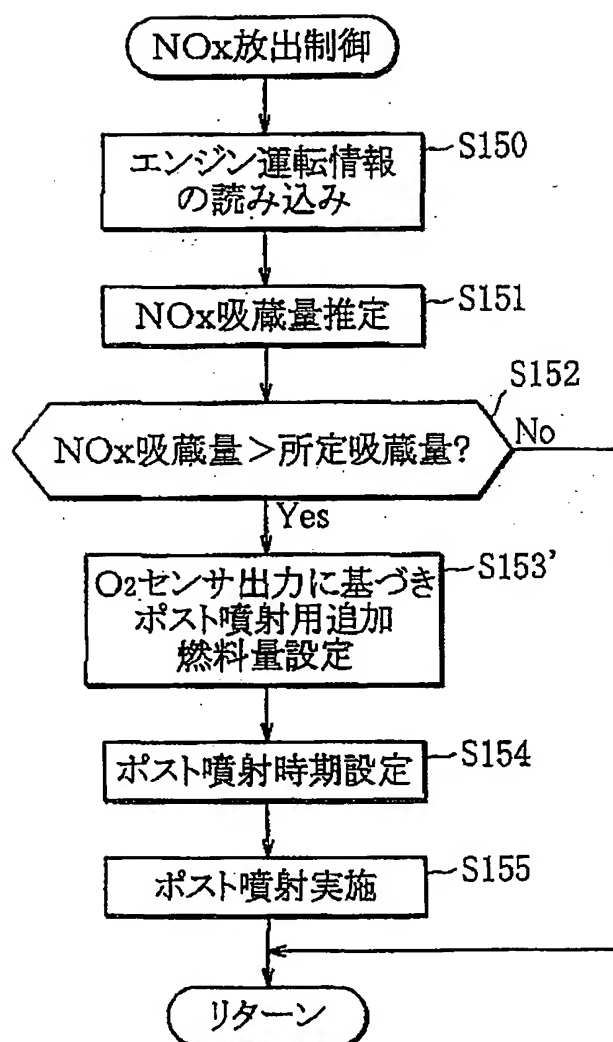 NOx放出制御
エンジン運転情報
の読み込み
S150
NOx吸蔵量推定
S151
S152
NOx吸蔵量＞所定吸蔵量?
No
Yes
O2センサ出力に基づき
ポスト噴射用追加
燃料量設定
S153'
ポスト噴射時期設定
S154
ポスト噴射実施
S155
リターン